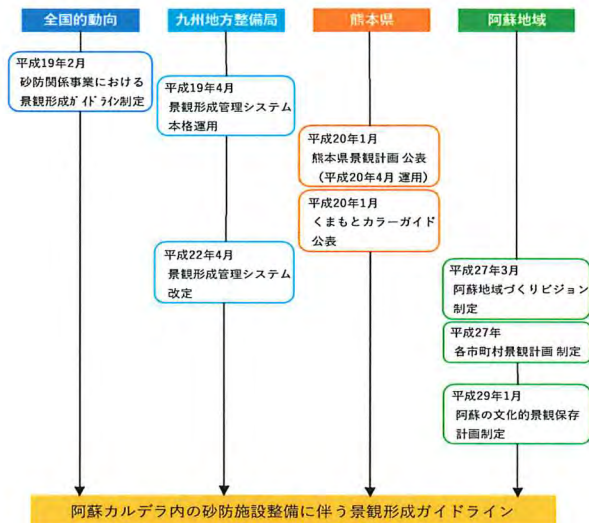 全国的動向
九州地方整備局
熊本県
阿蘇地域
平成19年2月
砂防関係事業における
景観形成ガイドライン制定
平成19年4月
景観形成管理システム
本格運用
平成20年1月
熊本県景観計画 公表
(平成20年4月 運用)
平成20年1月
くまもとカラーガイド
公表
平成22年4月
景観形成管理システム
改定
平成27年3月
阿蘇地域づくりビジョン
制定
平成27年
各市町村景観計画 制定
平成29年1月
阿蘇の文化的景観保存
計画制定
阿蘇カルデラ内の砂防施設整備に伴う景観形成ガイドライン